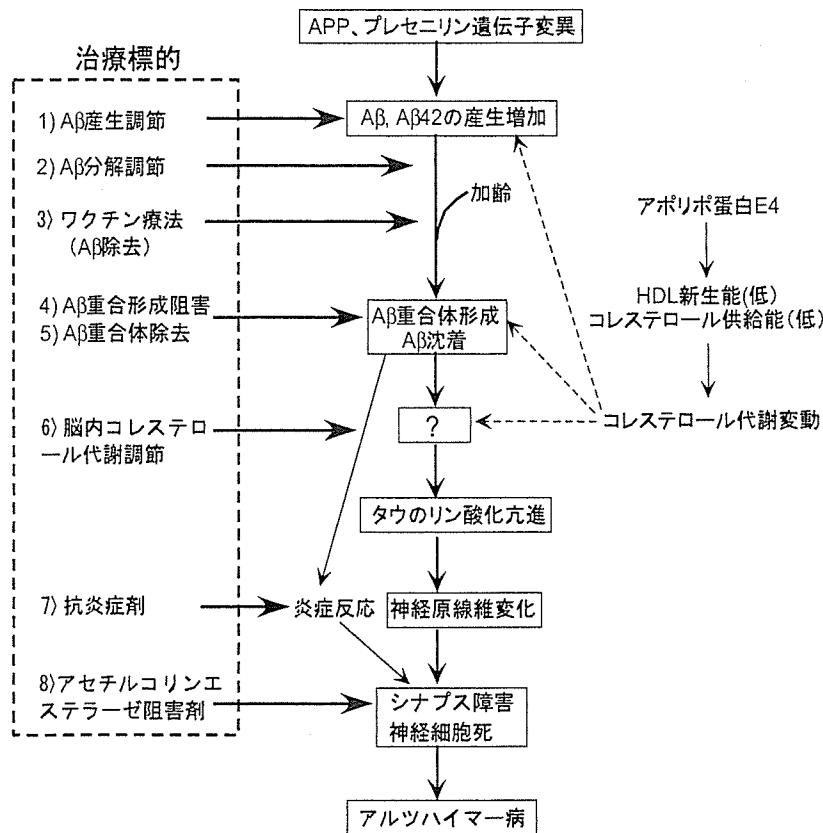 APP、プレセニリン遺伝子変異
治療標的
1) Aβ産生調節
Aβ, Aβ42の産生増加
2) Aβ分解調節
加齢
3) ワクチン療法
(Aβ除去)
アポリポ蛋白E4
HDL新生能(低)
コレステロール供給能(低)
4) Aβ重合形成阻害
5) Aβ重合体除去
Aβ重合体形成
Aβ沈着
コレステロール代謝変動
?
6) 脳内コレステロ
ール代謝調節
タウのリン酸化亢進
7) 抗炎症剤
炎症反応
神経原線維変化
8)アセチルコリンエ
ステラーゼ阻害剤
シナプス障害
神経細胞死
アルツハイマー病